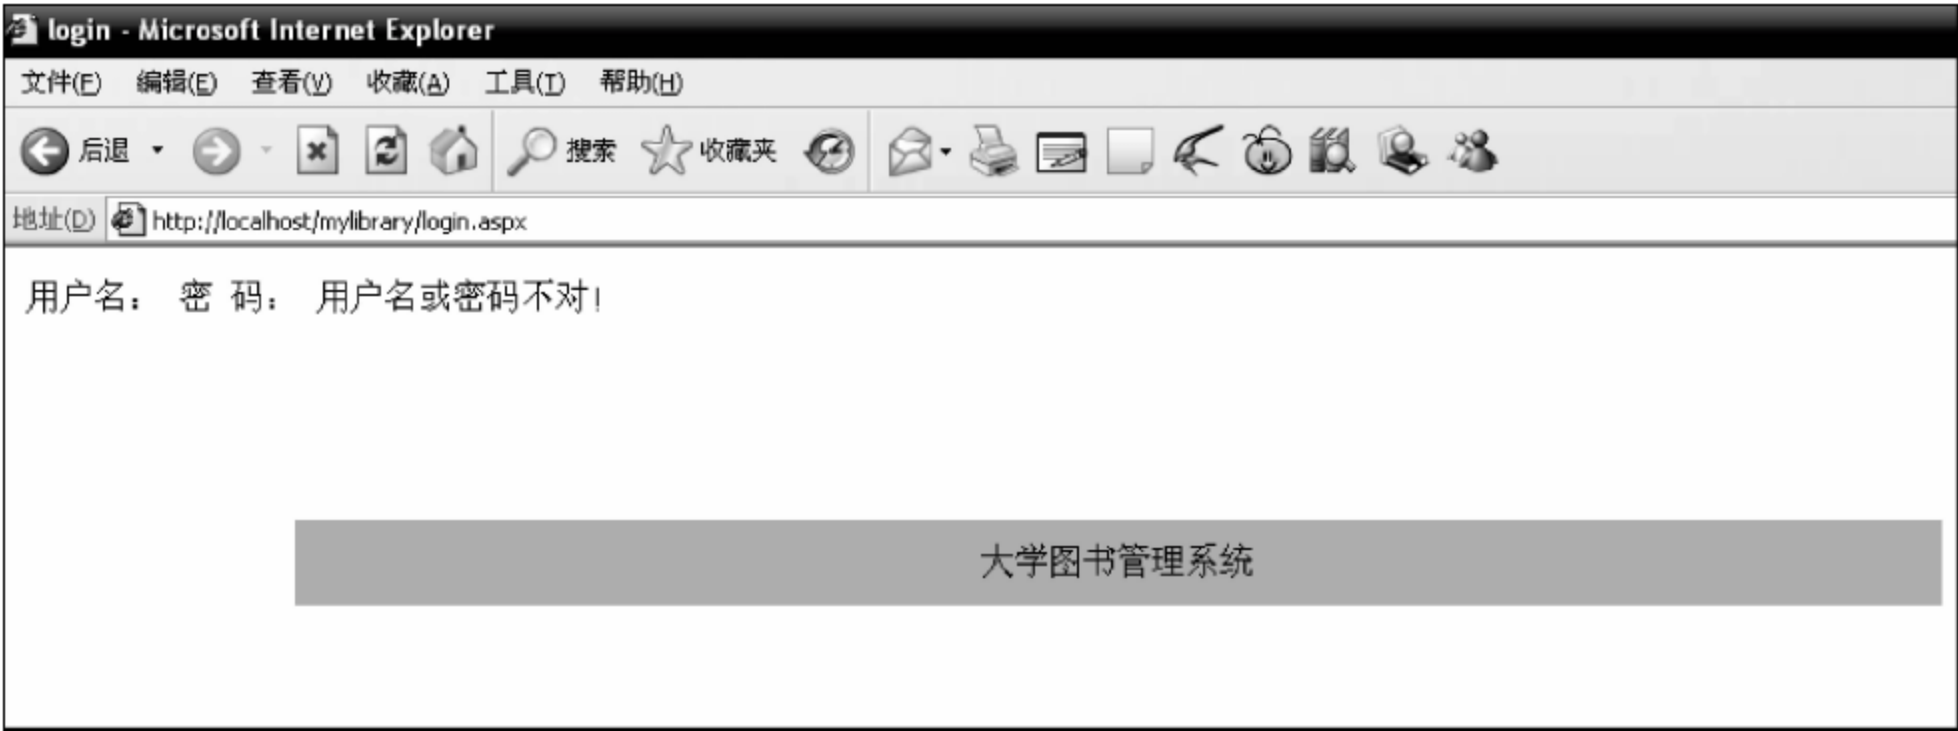 login - Microsoft Internet Explorer
文件(F) 编辑(E) 查看(V) 收藏(A) 工具(T) 帮助(H)
后退 搜索 收藏夹
地址(D) http://localhost/mylibrary/login.aspx
用户名： 密 码： 用户名或密码不对!
大学图书管理系统